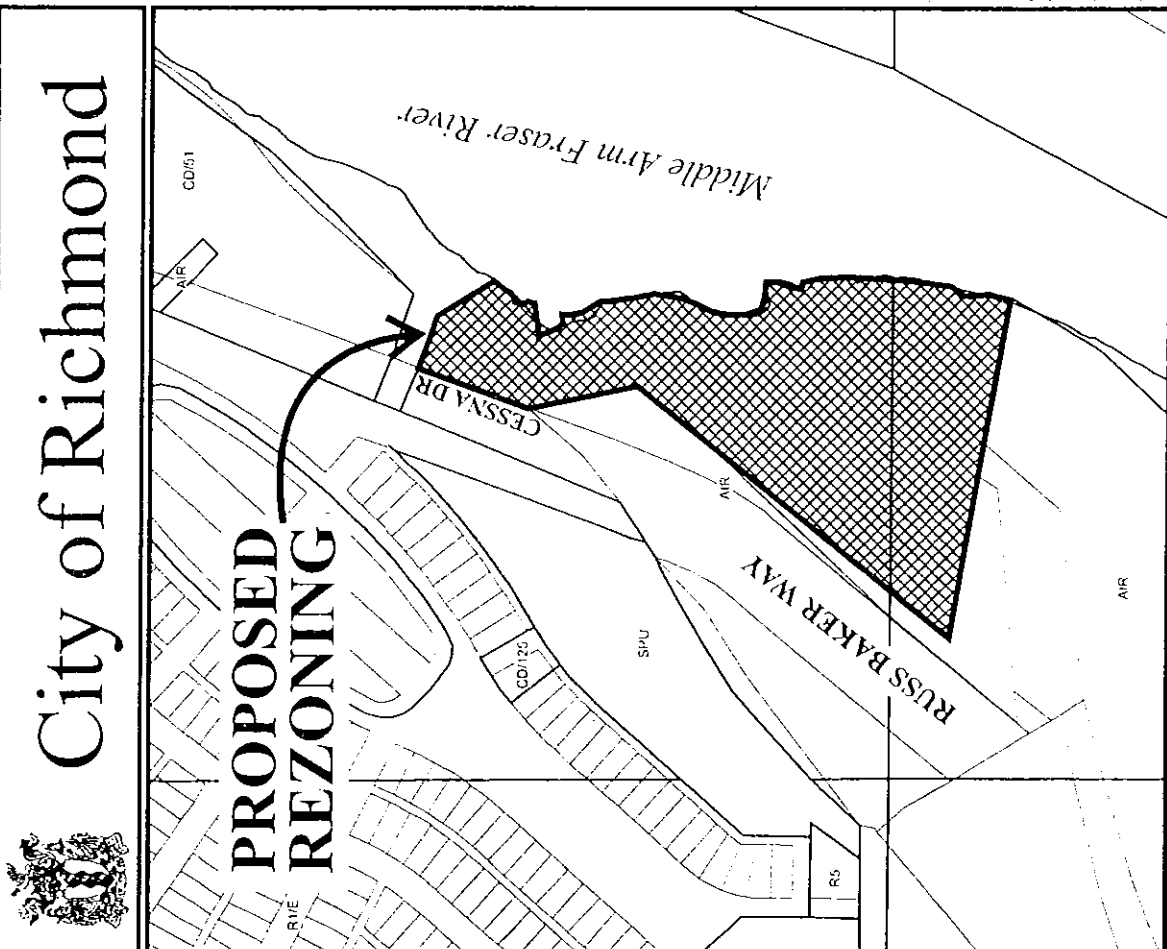 City of Richmond
PROPOSED
REZONING
CD/51
AIR
Middle Arm Fraser River
CESSNA DR
AIR
RUSS BAKER WAY
SPU
CD/125
R1/E
R5
AIR